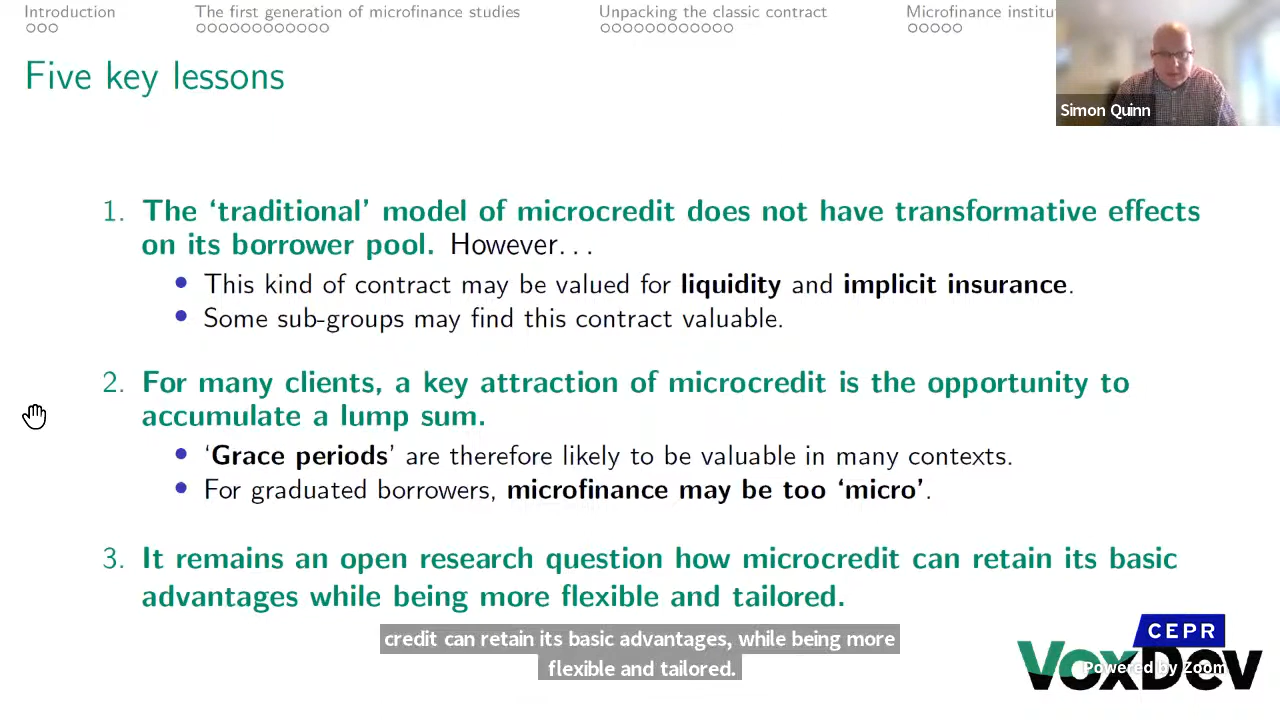 Introduction
The first generation of microfinance studies
Unpacking the classic contract
Microfinance
Five key lessons
Simon Quinn
1. The ‘traditional’ model of microcredit does not have transformative effects
on its borrower pool. However. . .
• This kind of contract may be valued for liquidity and implicit insurance.
• Some sub-groups may find this contract valuable.
2. For many clients, a key attraction of microcredit is the opportunity to
accumulate a lump sum.
• ‘Grace periods’ are therefore likely to be valuable in many contexts.
• For graduated borrowers, microfinance may be too ‘micro’.
3. It remains an open research question how microcredit can retain its basic
advantages while being more flexible and tailored.
credit can retain its basic advantages, while being more
flexible and tailored.
CEPR
VoxDev
Powered by Zoom